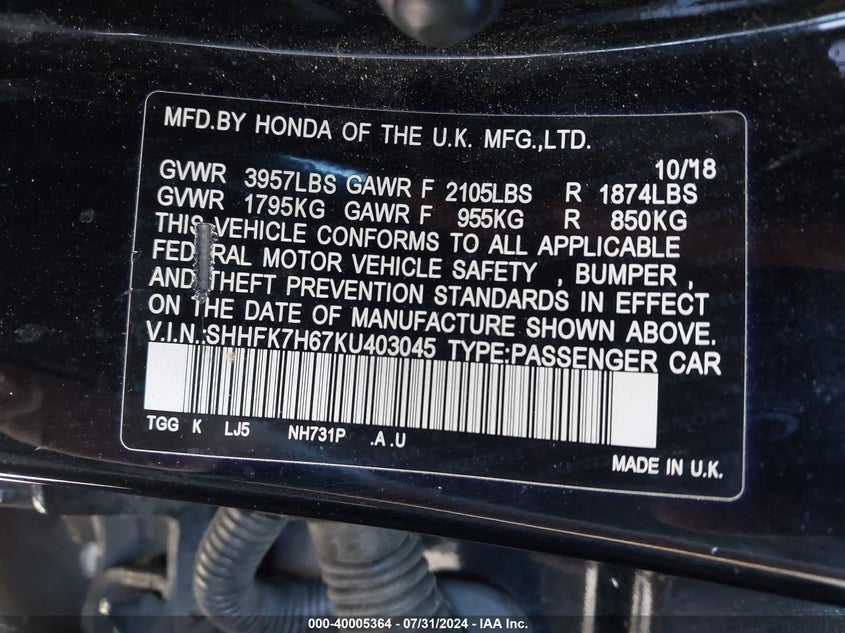 MFD.BY HONDA OF THE U.K. MFG.,LTD.
10/18
GVWR 3957LBS GAWR F 2105LBS R 1874LBS
GVWR 1795KG GAWR F 955KG R 850KG
THIS VEHICLE CONFORMS TO ALL APPLICABLE
FEDERAL MOTOR VEHICLE SAFETY , BUMPER ,
AND THEFT PREVENTION STANDARDS IN EFFECT
ON THE DATE OF MANUFACTURE SHOWN ABOVE.
V.I.N.:SHHFK7H67KU403045 TYPE:PASSENGER CAR
TGG K LJ5 NH731P .A .U
MADE IN U.K.
000-40005364 / 07/31/2024 - IAA Inc.